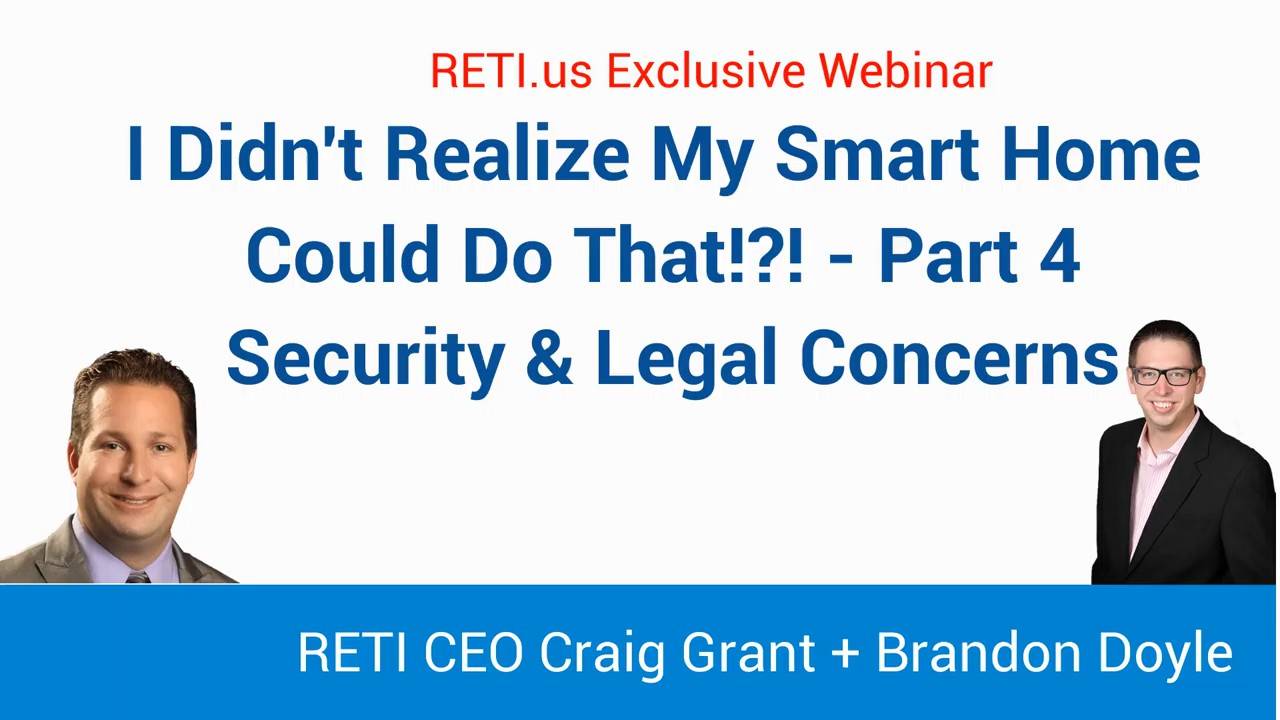 RETI.us Exclusive Webinar
I Didn't Realize My Smart Home
Could Do That!?! - Part 4
Security & Legal Concerns
RETI CEO Craig Grant + Brandon Doyle